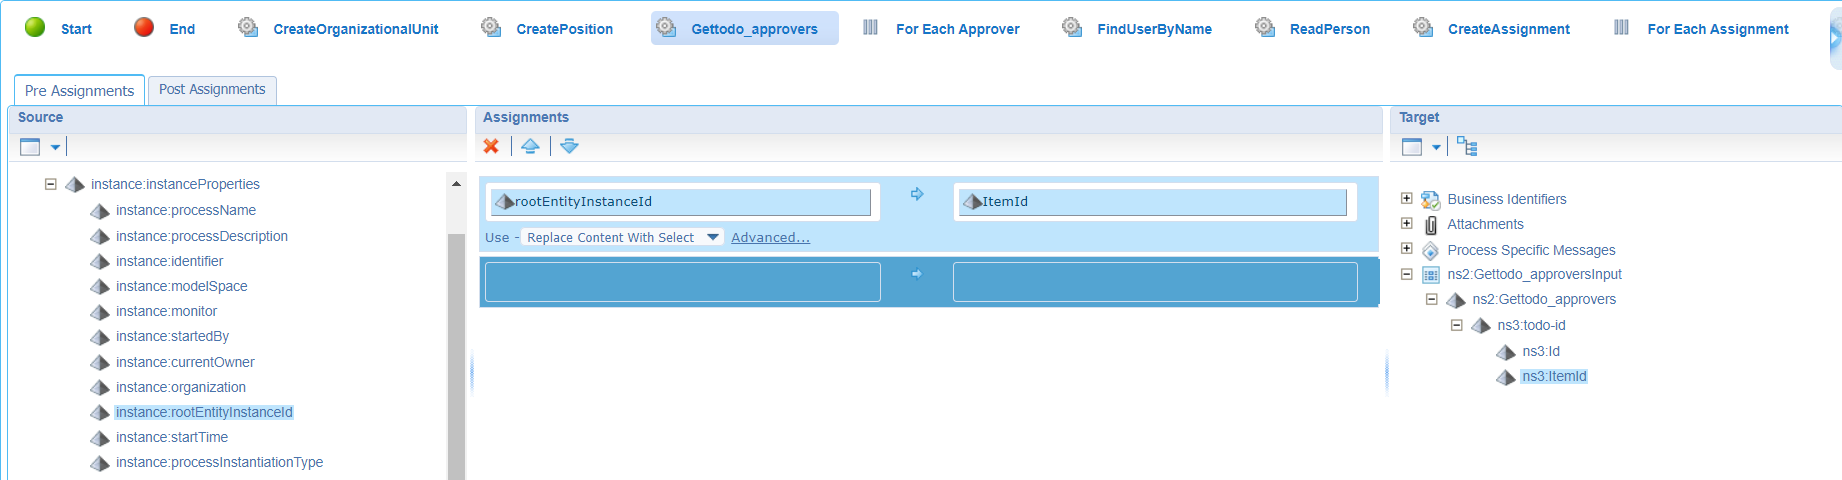 Start
End
CreateOrganizationalUnit
CreatePosition
Gettodo_approvers
For Each Approver
FindUserByName
ReadPerson
CreateAssignment
For Each Assignment
Pre Assignments
Post Assignments
Source
instance:instanceProperties
instance:processName
instance:processDescription
instance:identifier
instance:modelSpace
instance:monitor
instance:startedBy
instance:currentOwner
instance:organization
instance:rootEntityInstanceId
instance:startTime
instance:processInstantiationType
Assignments
rootEntityInstanceId
ItemId
Use - Replace Content With Select Advanced...
Target
Business Identifiers
Attachments
Process Specific Messages
ns2:Gettodo_approversInput
ns2:Gettodo_approvers
ns3:todo-id
ns3:Id
ns3:ItemId